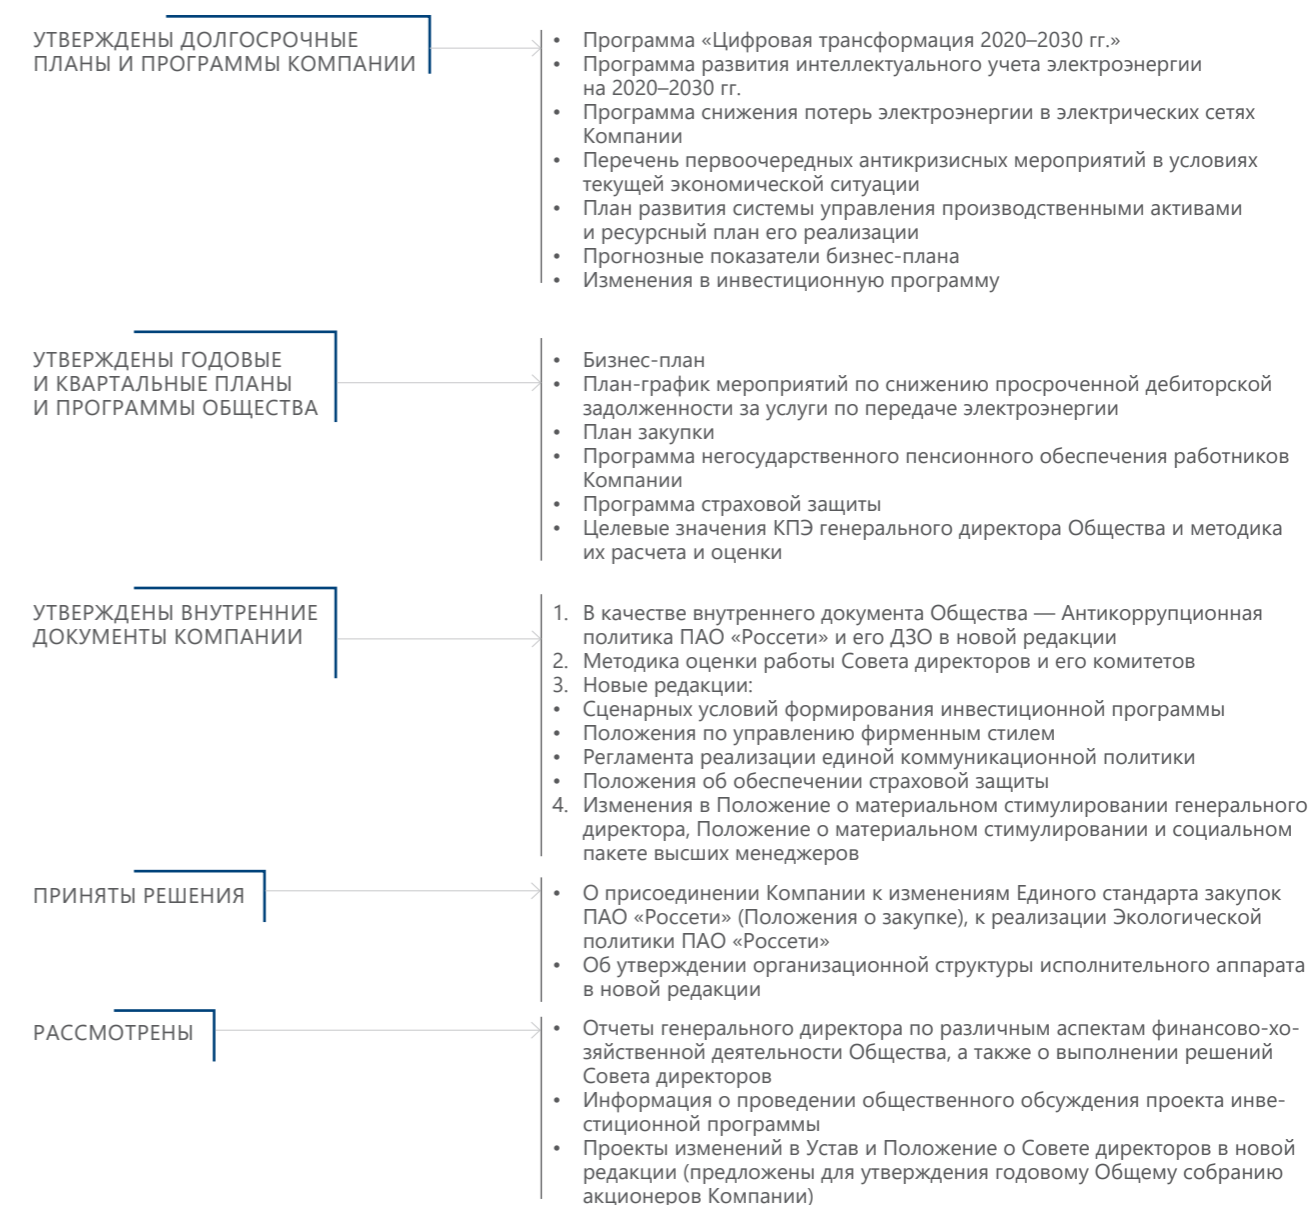 УТВЕРЖДЕНЫ ДОЛГОСРОЧНЫЕ
ПЛАНЫ И ПРОГРАММЫ КОМПАНИИ
• Программа «Цифровая трансформация 2020–2030 гг.»
• Программа развития интеллектуального учета электроэнергии
на 2020–2030 гг.
• Программа снижения потерь электроэнергии в электрических сетях
Компании
• Перечень первоочередных антикризисных мероприятий в условиях
текущей экономической ситуации
• План развития системы управления производственными активами
и ресурсный план его реализации
• Прогнозные показатели бизнес-плана
• Изменения в инвестиционную программу
УТВЕРЖДЕНЫ ГОДОВЫЕ
И КВАРТАЛЬНЫЕ ПЛАНЫ
И ПРОГРАММЫ ОБЩЕСТВА
• Бизнес-план
• План-график мероприятий по снижению просроченной дебиторской
задолженности за услуги по передаче электроэнергии
• План закупки
• Программа негосударственного пенсионного обеспечения работников
Компании
• Программа страховой защиты
• Целевые значения КПЭ генерального директора Общества и методика
их расчета и оценки
УТВЕРЖДЕНЫ ВНУТРЕННИЕ
ДОКУМЕНТЫ КОМПАНИИ
1. В качестве внутреннего документа Общества — Антикоррупционная
политика ПАО «Россети» и его ДЗО в новой редакции
2. Методика оценки работы Совета директоров и его комитетов
3. Новые редакции:
• Сценарных условий формирования инвестиционной программы
• Положения по управлению фирменным стилем
• Регламента реализации единой коммуникационной политики
• Положения об обеспечении страховой защиты
4. Изменения в Положение о материальном стимулировании генерального
директора, Положение о материальном стимулировании и социальном
пакете высших менеджеров
ПРИНЯТЫ РЕШЕНИЯ
• О присоединении Компании к изменениям Единого стандарта закупок
ПАО «Россети» (Положения о закупке), к реализации Экологической
политики ПАО «Россети»
• Об утверждении организационной структуры исполнительного аппарата
в новой редакции
РАССМОТРЕНЫ
• Отчеты генерального директора по различным аспектам финансово-хо-
зяйственной деятельности Общества, а также о выполнении решений
Совета директоров
• Информация о проведении общественного обсуждения проекта инве-
стиционной программы
• Проекты изменений в Устав и Положение о Совете директоров в новой
редакции (предложены для утверждения годовому Общему собранию
акционеров Компании)